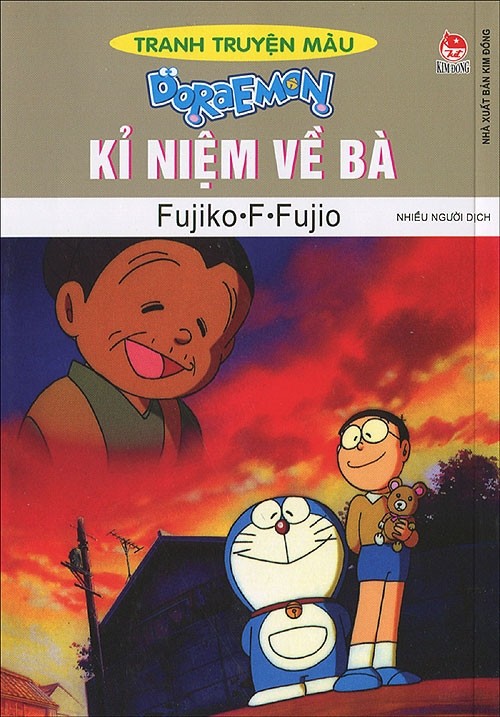 TRANH TRUYỆN MÀU
DORAEMON
KỈ NIỆM VỀ BÀ
Fujiko•F•Fujio
NHIỀU NGƯỜI DỊCH
KIM ĐỒNG
NHÀ XUẤT BẢN KIM ĐỒNG